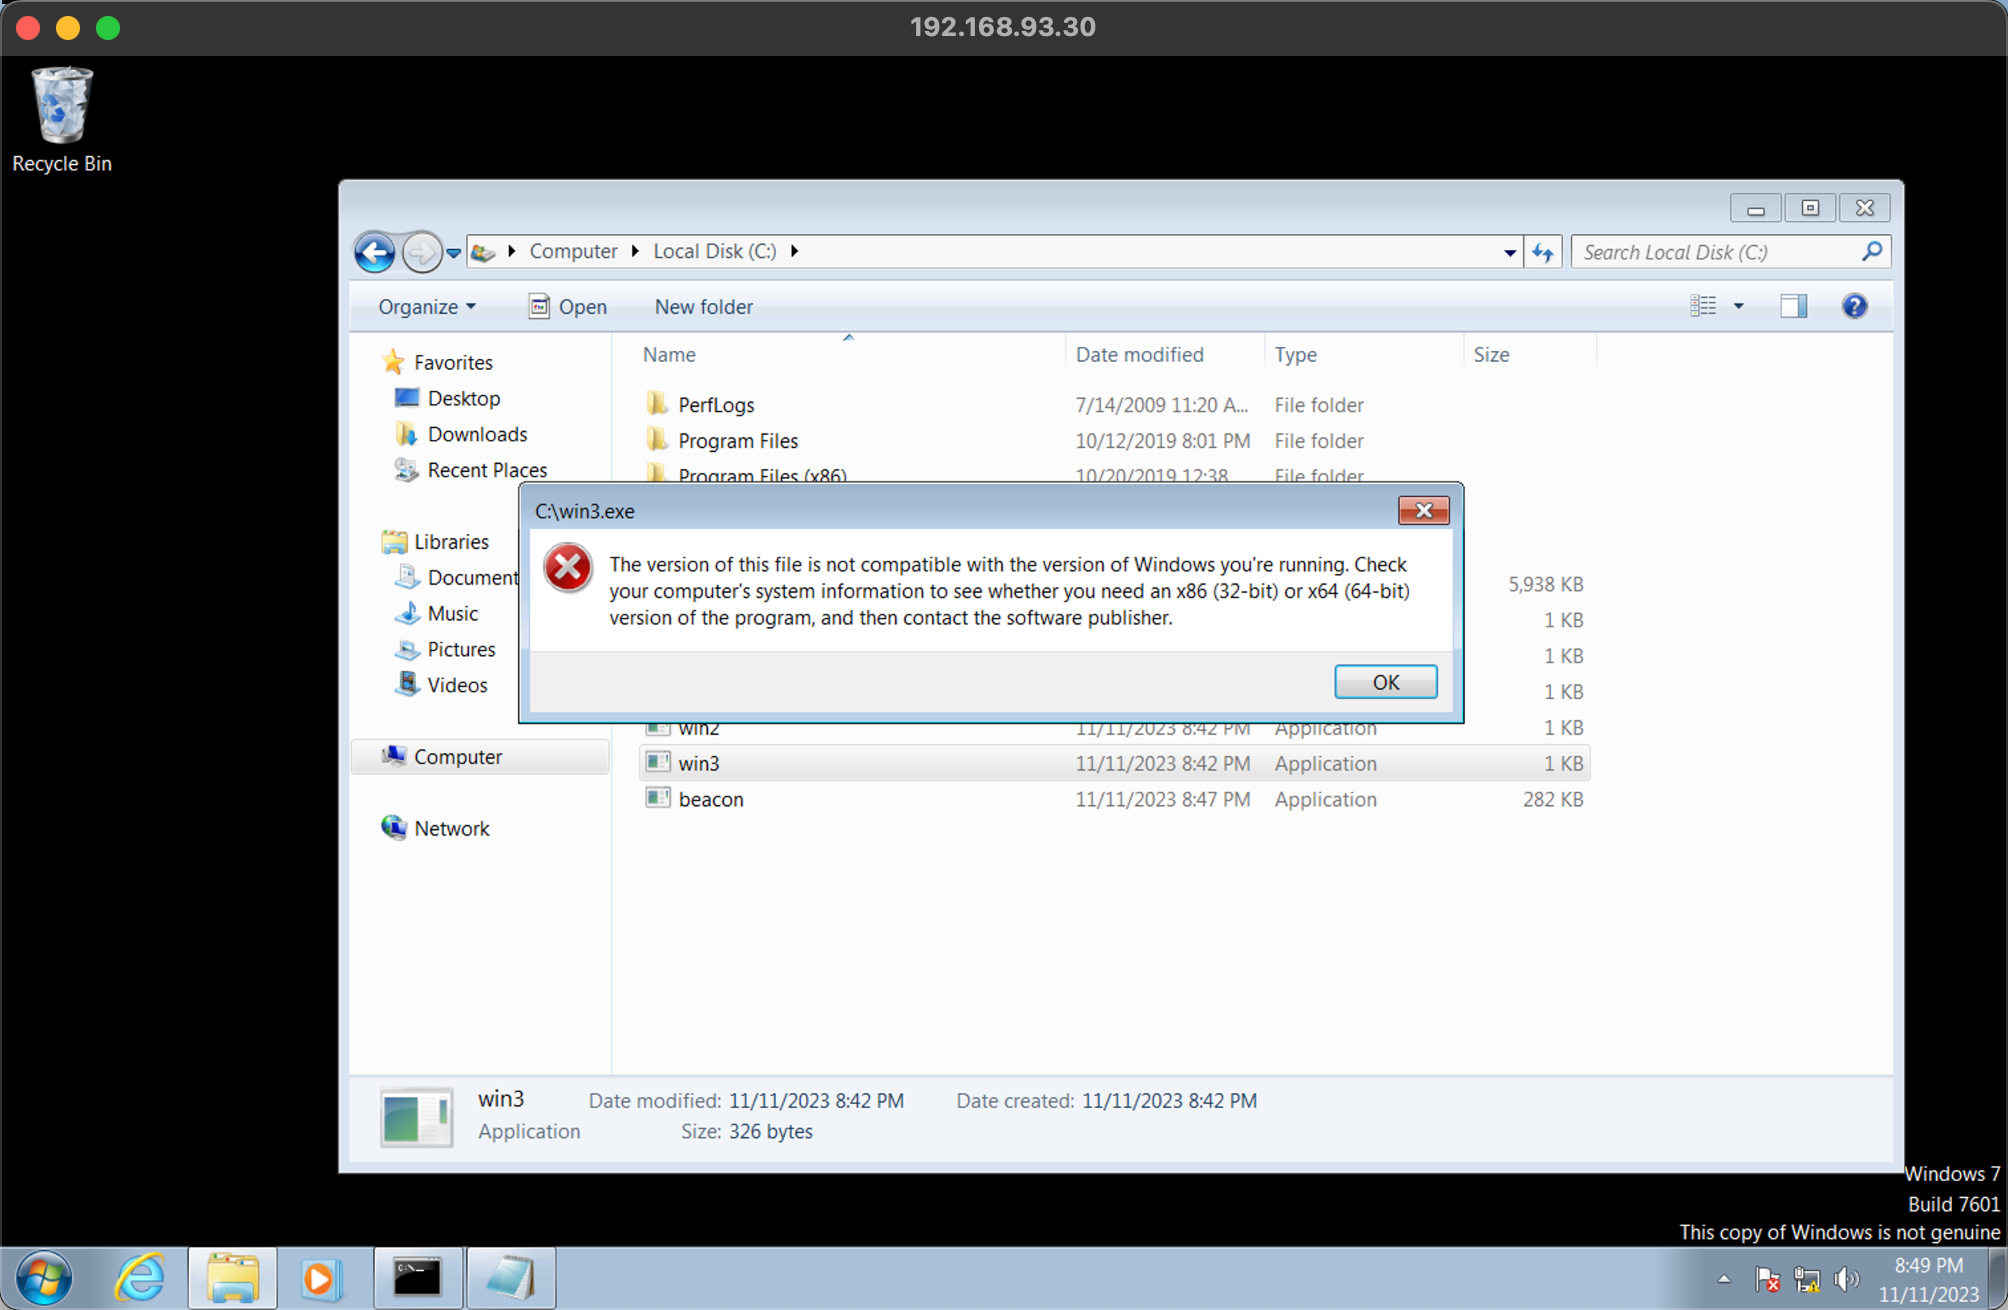 192.168.93.30
Recycle Bin
Computer Local Disk (C:)
Search Local Disk (C:)
Organize Open New folder
Name Date modified Type Size
Favorites
Desktop
Downloads
Recent Places
Libraries
Document
Music
Pictures
Videos
Computer
Network
PerfLogs 7/14/2009 11:20 A... File folder
Program Files 10/12/2019 8:01 PM File folder
Program Files (x86) 10/20/2019 12:38 File folder
5,938 KB
1 KB
1 KB
1 KB
C:\win3.exe
The version of this file is not compatible with the version of Windows you're running. Check
your computer's system information to see whether you need an x86 (32-bit) or x64 (64-bit)
version of the program, and then contact the software publisher.
OK
win2 11/11/2023 8:42 PM Application 1 KB
win3 11/11/2023 8:42 PM Application 1 KB
beacon 11/11/2023 8:47 PM Application 282 KB
win3 Date modified: 11/11/2023 8:42 PM Date created: 11/11/2023 8:42 PM
Application Size: 326 bytes
Windows 7
Build 7601
This copy of Windows is not genuine
8:49 PM
11/11/2023